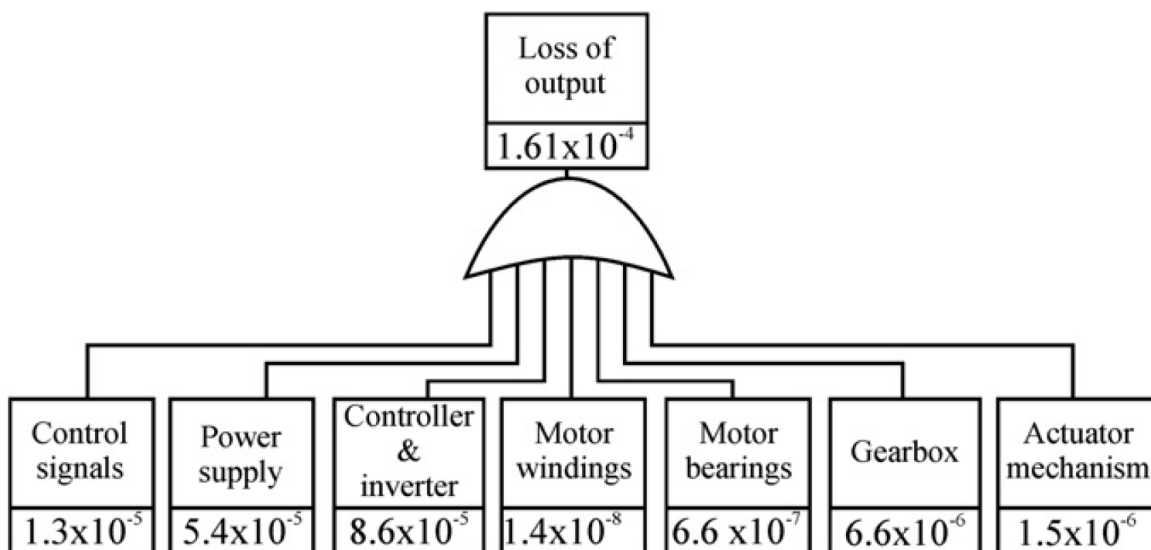 Loss of
output
1.61x10⁻⁴
Control
signals
1.3x10⁻⁵
Power
supply
5.4x10⁻⁵
Controller
&
inverter
8.6x10⁻⁵
Motor
windings
1.4x10⁻⁸
Motor
bearings
6.6 x10⁻⁷
Gearbox
6.6x10⁻⁶
Actuator
mechanism
1.5x10⁻⁶